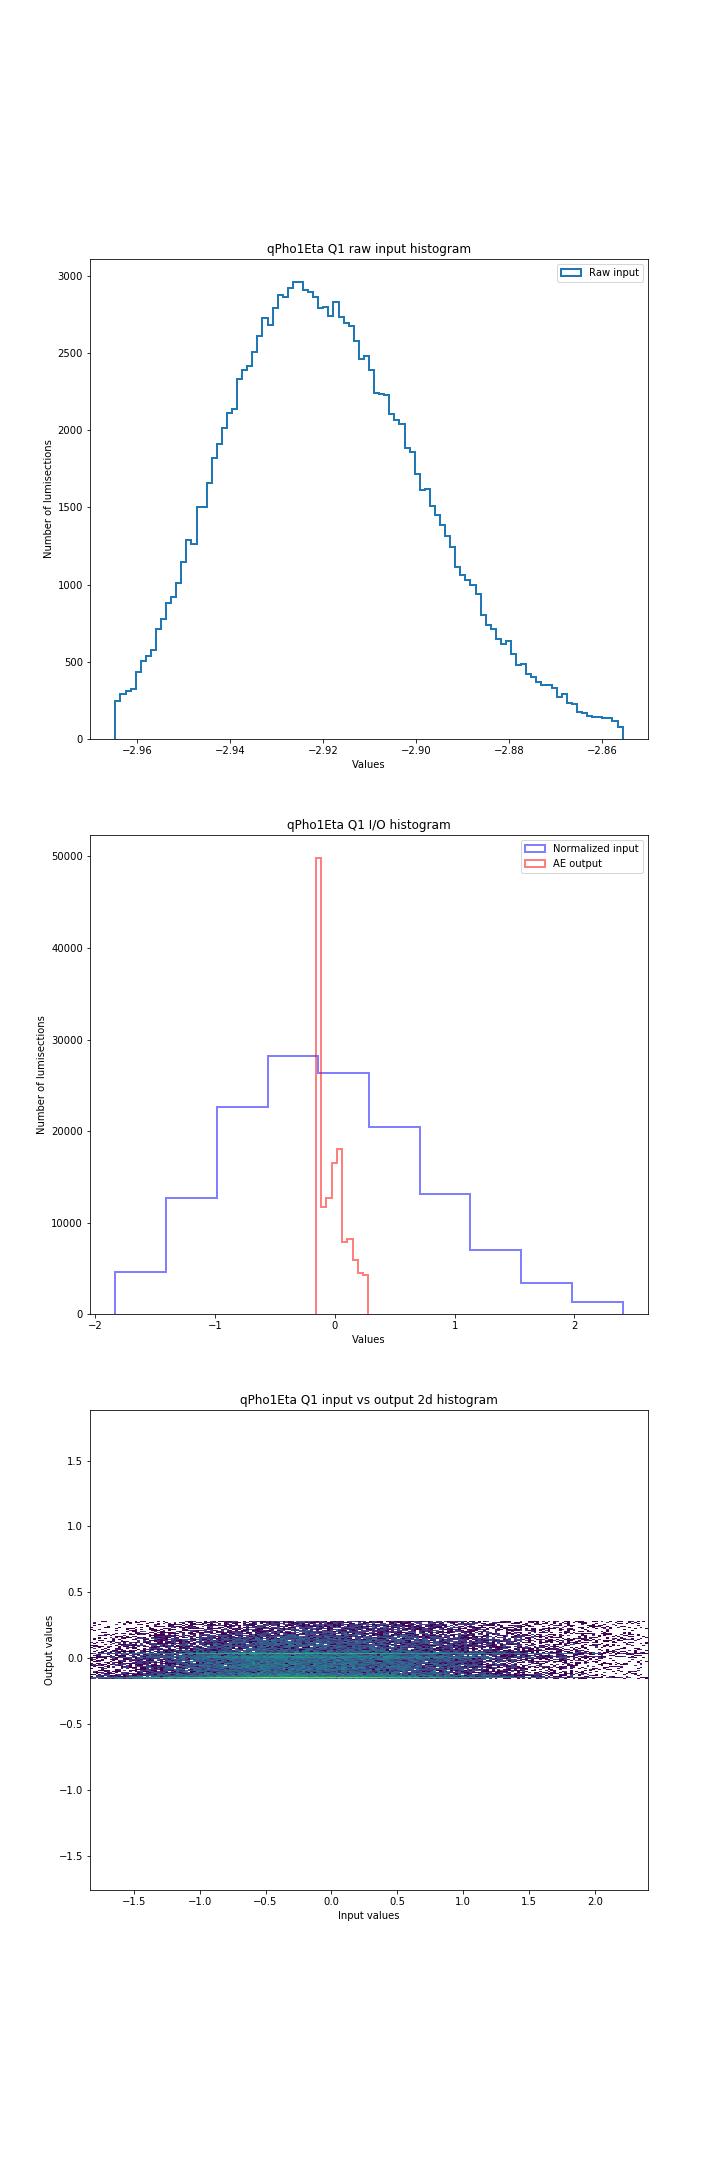 qPho1Eta Q1 raw input histogram
Raw input
3000
2500
2000
1500
1000
500
0
Number of lumisections
−2.96 −2.94 −2.92 −2.90 −2.88 −2.86
Values
qPho1Eta Q1 I/O histogram
Normalized input
AE output
50000
40000
30000
20000
10000
0
Number of lumisections
−2 −1 0 1 2
Values
qPho1Eta Q1 input vs output 2d histogram
1.5
1.0
0.5
0.0
−0.5
−1.0
−1.5
Output values
−1.5 −1.0 −0.5 0.0 0.5 1.0 1.5 2.0
Input values